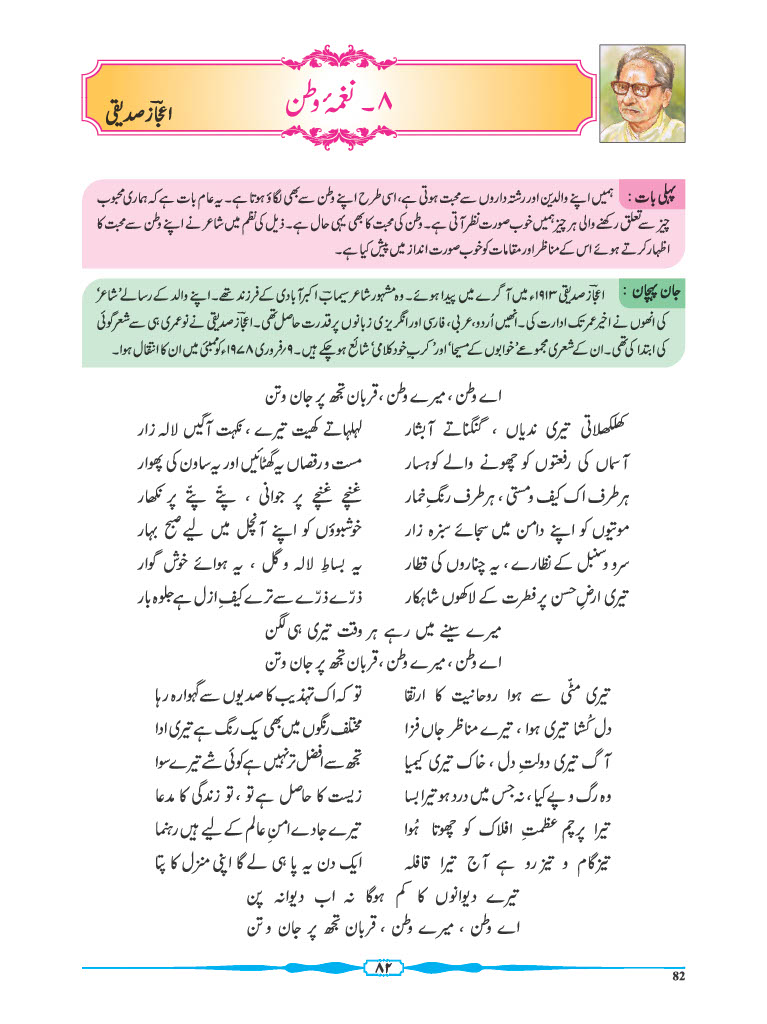 ۸۔ نغمۂ وطن
اعجازؔ صدیقی
پہلی بات : ہمیں اپنے والدین اور رشتہ داروں سے محبت ہوتی ہے، اسی طرح اپنے وطن سے بھی لگاؤ ہوتا ہے۔ یہ عام بات ہے کہ ہماری محبوب
چیز سے تعلق رکھنے والی ہر چیز ہمیں خوب صورت نظر آتی ہے۔ وطن کی محبت کا بھی یہی حال ہے۔ ذیل کی نظم میں شاعر نے اپنے وطن سے محبت کا
اظہار کرتے ہوئے اس کے مناظر اور مقامات کو خوب صورت انداز میں پیش کیا ہے۔
جان پہچان : اعجازؔ صدیقی ۱۹۱۳ء میں آگرے میں پیدا ہوئے۔ وہ مشہور شاعر سیمابؔ اکبرآبادی کے فرزند تھے۔ اپنے والد کے رسالے ’شاعر‘
کی انھوں نے اخیر عمر تک ادارت کی۔ انھیں اُردو، عربی، فارسی اور انگریزی زبانوں پر قدرت حاصل تھی۔ اعجازؔ صدیقی نے نوعمری ہی سے شعر گوئی
کی ابتدا کی تھی۔ ان کے شعری مجموعے ’خوابوں کے مسیحا‘ اور ’کربِ خود کلامی‘ شائع ہو چکے ہیں۔ ۹؍فروری ۱۹۷۸ء کو ممبئی میں ان کا انتقال ہوا۔
اے وطن ، میرے وطن ، قربان تجھ پر جان و تن
کھلکھلاتی تیری ندیاں ، گنگناتے آبشار لہلہاتے کھیت تیرے ، نکہت آگیں لالہ زار
آسماں کی رفعتوں کو چھونے والے کوہسار مست و رقصاں یہ گھٹائیں اور یہ ساون کی پھوار
ہر طرف اک کیف و مستی ، ہر طرف رنگِ خمار غنچے غنچے پر جوانی ، پتّے پتّے پر نکھار
موتیوں کو اپنے دامن میں سجائے سبزہ زار خوشبوؤں کو اپنے آنچل میں لیے صبحِ بہار
سرو و سنبل کے نظارے ، یہ چناروں کی قطار یہ بساطِ لالہ و گل ، یہ ہوائے خوش گوار
تیری ارضِ حسن پر فطرت کے لاکھوں شاہکار ذرّے ذرّے سے ترے کیفِ ازل ہے جلوہ بار
میرے سینے میں رہے ہر وقت تیری ہی لگن
اے وطن ، میرے وطن ، قربان تجھ پر جان و تن
تیری مٹّی سے ہوا روحانیت کا ارتقا تو کہ اک تہذیب کا صدیوں سے گہوارہ رہا
دل کُشا تیری ہوا ، تیرے مناظر جاں فزا مختلف رنگوں میں بھی یک رنگ ہے تیری ادا
آگ تیری دولتِ دل ، خاک تیری کیمیا تجھ سے افضل تر نہیں ہے کوئی شے تیرے سوا
وہ رگ و پے کیا ، نہ جس میں درد ہو تیرا بسا زیست کا حاصل ہے تو ، تو زندگی کا مدعا
تیرا پرچم عظمتِ افلاک کو چھوتا ہُوا تیرے جادے امنِ عالم کے لیے ہیں رہنما
تیزگام و تیز رو ہے آج تیرا قافلہ ایک دن یہ پا ہی لے گا اپنی منزل کا پتا
تیرے دیوانوں کا کم ہوگا نہ اب دیوانہ پن
اے وطن ، میرے وطن ، قربان تجھ پر جان و تن
۸۲
82